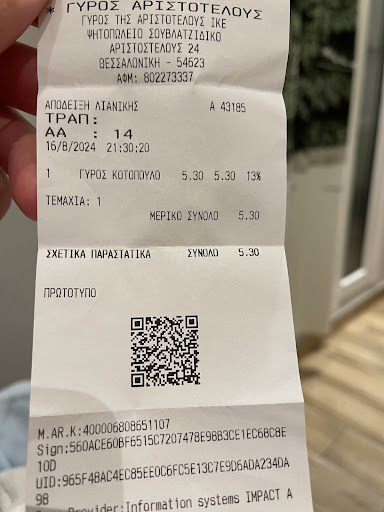 * ΓΥΡΟΣ ΑΡΙΣΤΟΤΕΛΟΥΣ
ΓΥΡΟΣ ΤΗΣ ΑΡΙΣΤΟΤΕΛΟΥΣ ΙΚΕ
ΨΗΤΟΠΩΛΕΙΟ ΣΟΥΒΛΑΤΖΙΔΙΚΟ
ΑΡΙΣΤΟΣΤΕΛΟΥΣ 24
ΘΕΣΣΑΛΟΝΙΚΗ - 54623
ΑΦΜ: 802273337
ΑΠΟΔΕΙΞΗ ΛΙΑΝΙΚΗΣ Α 43185
ΤΡΑΠ:
ΑΑ : 14
16/8/2024 21:30:20
1 ΓΥΡΟΣ ΚΟΤΟΠΟΥΛΟ 5.30 5.30 13%
ΤΕΜΑΧΙΑ: 1
ΜΕΡΙΚΟ ΣΥΝΟΛΟ 5.30
ΣΧΕΤΙΚΑ ΠΑΡΑΣΤΑΤΙΚΑ ΣΥΝΟΛΟ 5.30
ΠΡΩΤΟΤΥΠΟ
M.AR.K:400006808651107
Sign:560ACE60BF6515C7207478E98B3CE1EC68C8E
10D
UID:965F48AC4EC85EE0C6FC5E13C7E9D6ADA234DA
98
Provider:Information systems IMPACT A